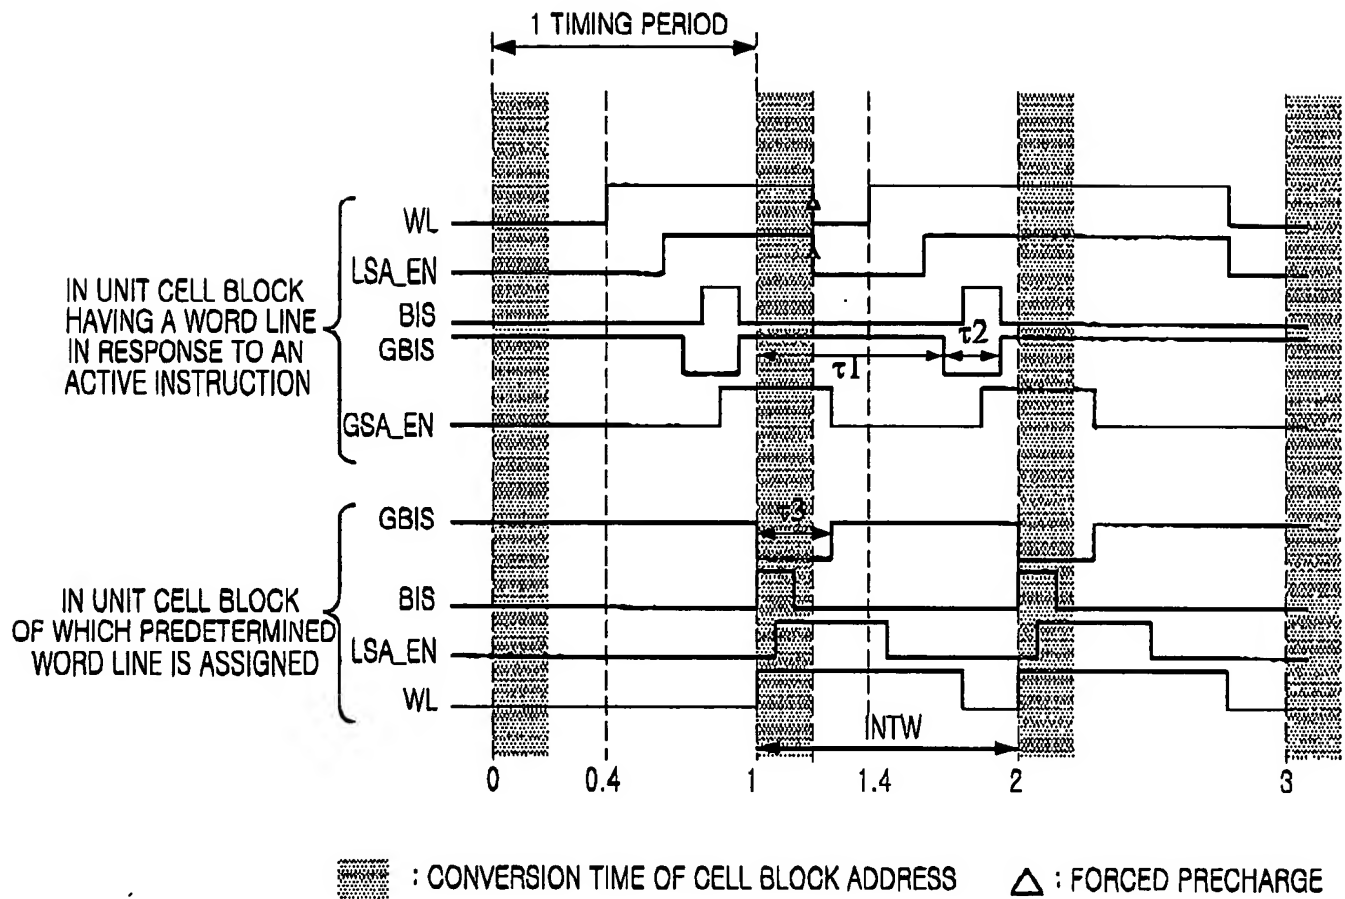 1 TIMING PERIOD
IN UNIT CELL BLOCK
HAVING A WORD LINE
IN RESPONSE TO AN
ACTIVE INSTRUCTION
WL
LSA_EN
BIS
GBIS
GSA_EN
τ2
τ1
IN UNIT CELL BLOCK
OF WHICH PREDETERMINED
WORD LINE IS ASSIGNED
GBIS
BIS
LSA_EN
WL
τ3
NTW
0 0.4 1 1.4 2 3
: CONVERSION TIME OF CELL BLOCK ADDRESS
△ : FORCED PRECHARGE